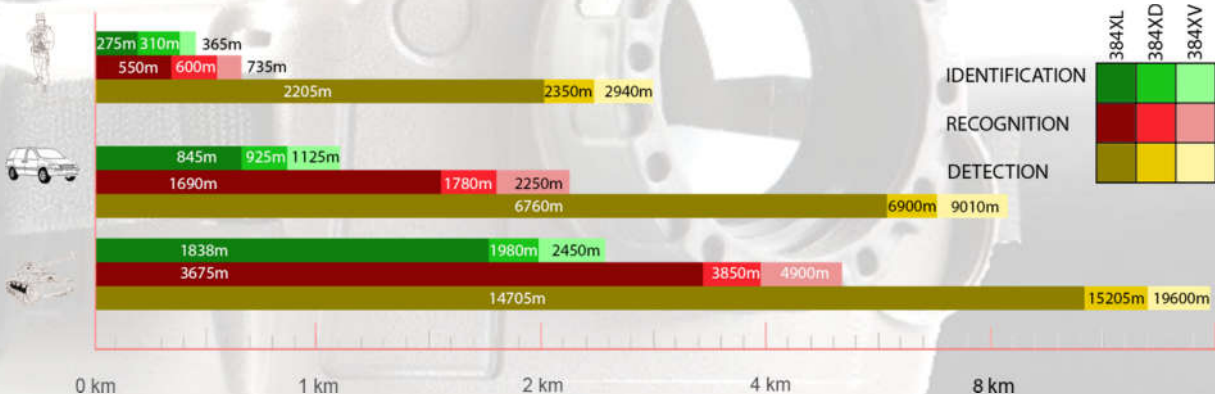 384XL 384XD 384XV
275m 310m 365m
550m 600m 735m
2205m 2350m 2940m
IDENTIFICATION
RECOGNITION
DETECTION
845m 925m 1125m
1690m 1780m 2250m
6760m 6900m 9010m
1838m 1980m 2450m
3675m 3850m 4900m
14705m 15205m 19600m
0 km 1 km 2 km 4 km 8 km